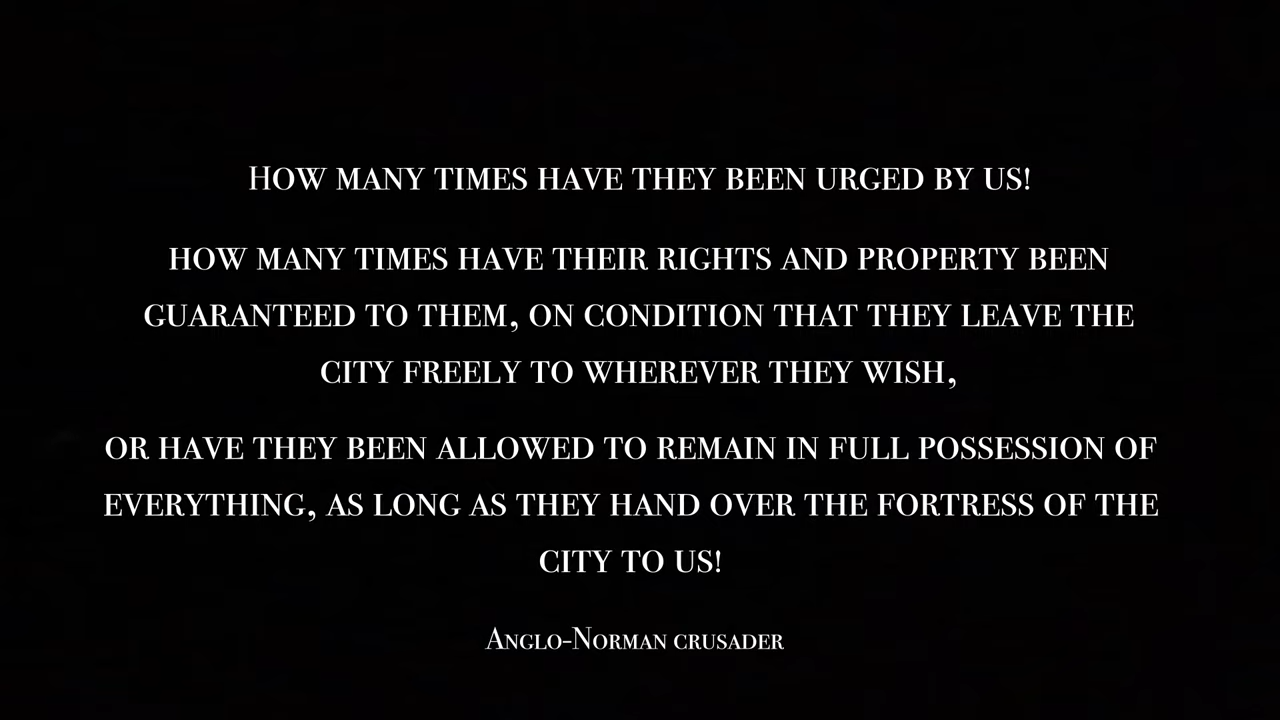 How many times have they been urged by us!
how many times have their rights and property been
guaranteed to them, on condition that they leave the
city freely to wherever they wish,
or have they been allowed to remain in full possession of
everything, as long as they hand over the fortress of the
city to us!
Anglo-Norman crusader